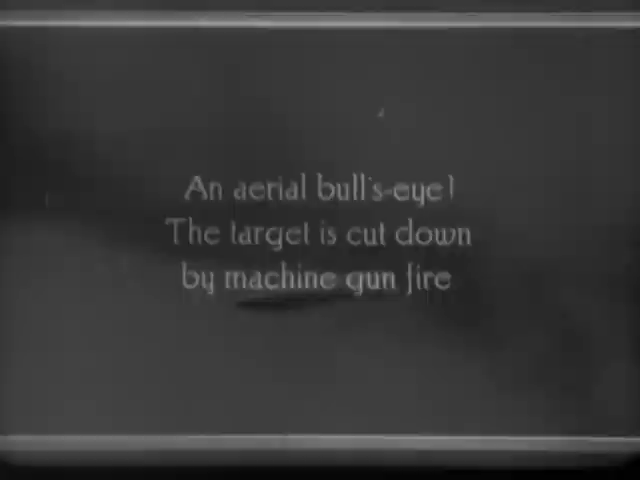 An aerial bull's-eye!
The target is cut down
by machine gun fire